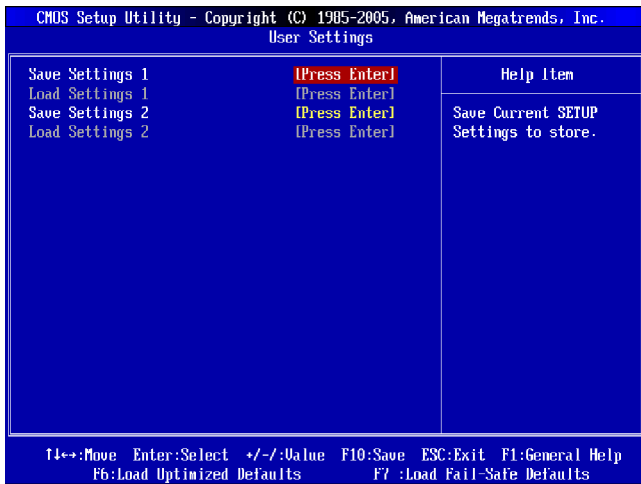 CMOS Setup Utility - Copyright (C) 1985-2005, American Megatrends, Inc.
User Settings
Save Settings 1 [Press Enter]
Load Settings 1 [Press Enter]
Save Settings 2 [Press Enter]
Load Settings 2 [Press Enter]
Help Item
Save Current SETUP
Settings to store.
↑↓←→:Move Enter:Select +/-/:Value F10:Save ESC:Exit F1:General Help
F6:Load Optimized Defaults F7 :Load Fail-Safe Defaults